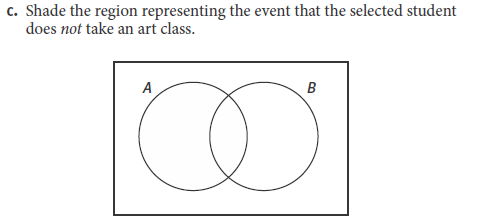 c. Shade the region representing the event that the selected student
does not take an art class.
A
B